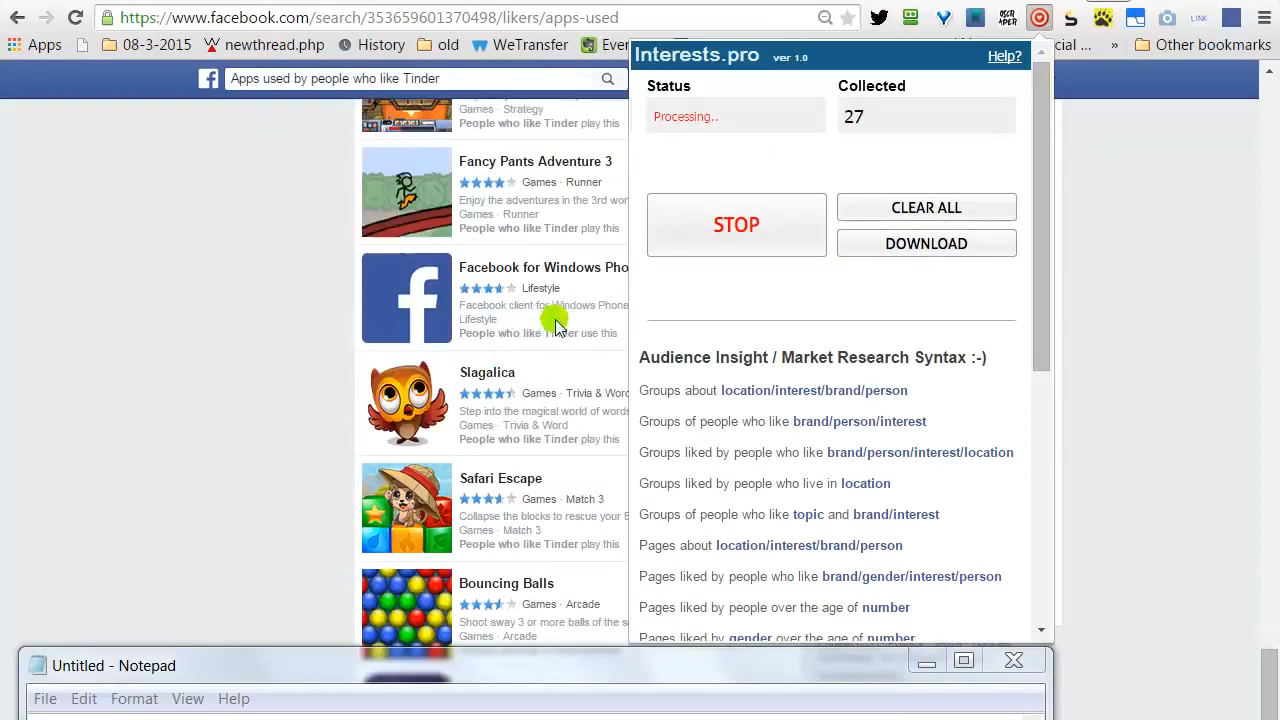 https://www.facebook.com/search/353659601370498/likers/apps-used
OSCR APER
LINK
Apps
08-3-2015
newthread.php
History
old
WeTransfer
Even
ial ...
»
Other bookmarks
Apps used by people who like Tinder
Games · Strategy
People who like Tinder play this
Fancy Pants Adventure 3
Games · Runner
Enjoy the adventures in the 3rd wor
Games · Runner
People who like Tinder play this
Facebook for Windows Pho
Lifestyle
Facebook client for Windows Phone
Lifestyle
People who like Tinder use this
Slagalica
Games · Trivia & Word
Step into the magical world of words
Games · Trivia & Word
People who like Tinder play this
Safari Escape
Games · Match 3
Collapse the blocks to rescue your B
Games · Match 3
People who like Tinder play this
Bouncing Balls
Games · Arcade
Shoot away 3 or more balls of the s
Games · Arcade
Interests.pro ver 1.0
Help?
Status
Collected
Processing..
27
STOP
CLEAR ALL
DOWNLOAD
Audience Insight / Market Research Syntax :-)
Groups about location/interest/brand/person
Groups of people who like brand/person/interest
Groups liked by people who like brand/person/interest/location
Groups liked by people who live in location
Groups of people who like topic and brand/interest
Pages about location/interest/brand/person
Pages liked by people who like brand/gender/interest/person
Pages liked by people over the age of number
Pages liked by gender over the age of number
Untitled - Notepad
File Edit Format View Help